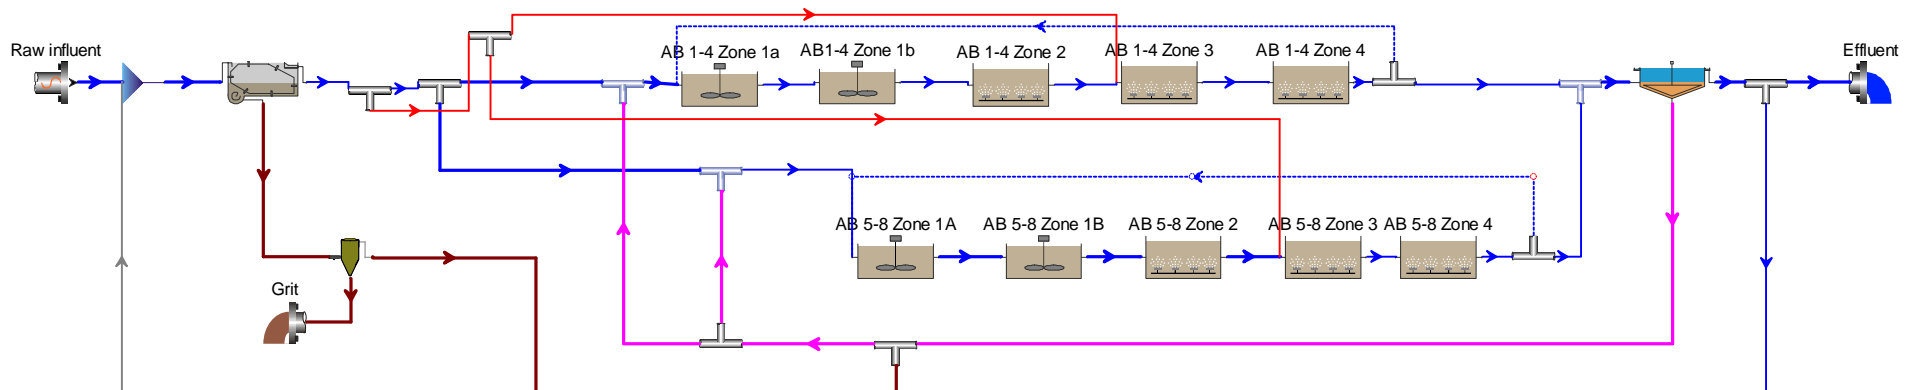 Raw influent
AB 1-4 Zone 1a
AB1-4 Zone 1b
AB 1-4 Zone 2
AB 1-4 Zone 3
AB 1-4 Zone 4
Effluent
AB 5-8 Zone 1A
AB 5-8 Zone 1B
AB 5-8 Zone 2
AB 5-8 Zone 3
AB 5-8 Zone 4
Grit